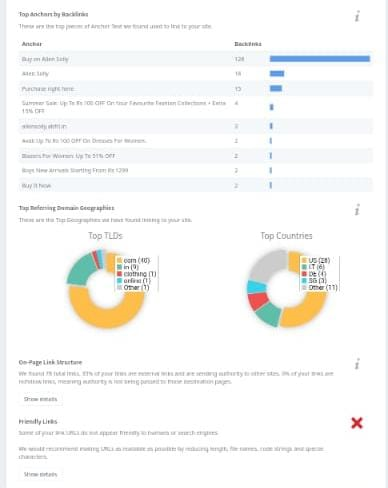 Top Anchors by Backlinks
These are the top pieces of Anchor Text we found used to link to your site.
Anchor Backlinks
Buy on Allen Solly 128
Allen Solly 18
Purchase right here 15
Summer Sale: Up To Rs 100 OFF On Your Favourite Fashion Collections + Extra 4
15% OFF
allensolly abfrl in 3
Avail Up To Rs 100 OFF On Dresses For Women. 2
Blazers For Women: Up To 51% OFF 2
Boys New Arrivals Starting From Rs 1299 2
Buy It Now 2
Top Referring Domain Geographies
These are the Top Geographies we have found linking to your site.
Top TLDs
com (40)
in (9)
clothing (1)
online (1)
Other (1)
Top Countries
US (28)
IT (6)
DE (4)
SG (3)
Other (11)
On-Page Link Structure
We found 78 total links. 93% of your links are external links and are sending authority to other sites. 9% of your links are
nofollow links, meaning authority is not being passed to those destination pages.
Show details
Friendly Links
Some of your link URLs do not appear friendly to humans or search engines.
We would recommend making URLs as readable as possible by reducing length, file names, code strings and special
characters.
Show details